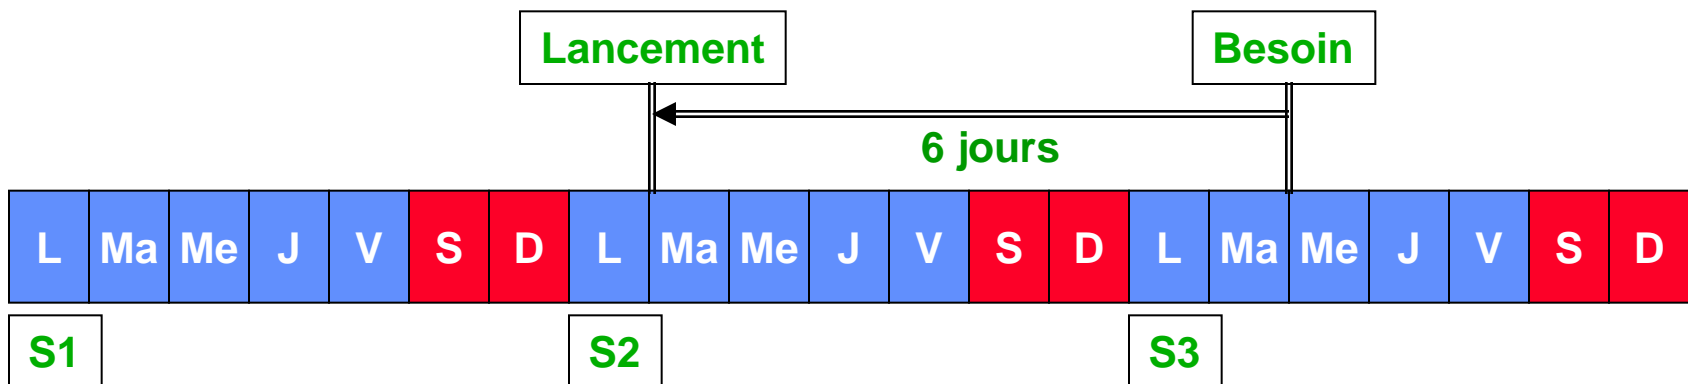 Lancement Besoin
6 jours
L Ma Me J V S D L Ma Me J V S D L Ma Me J V S D
S1 S2 S3